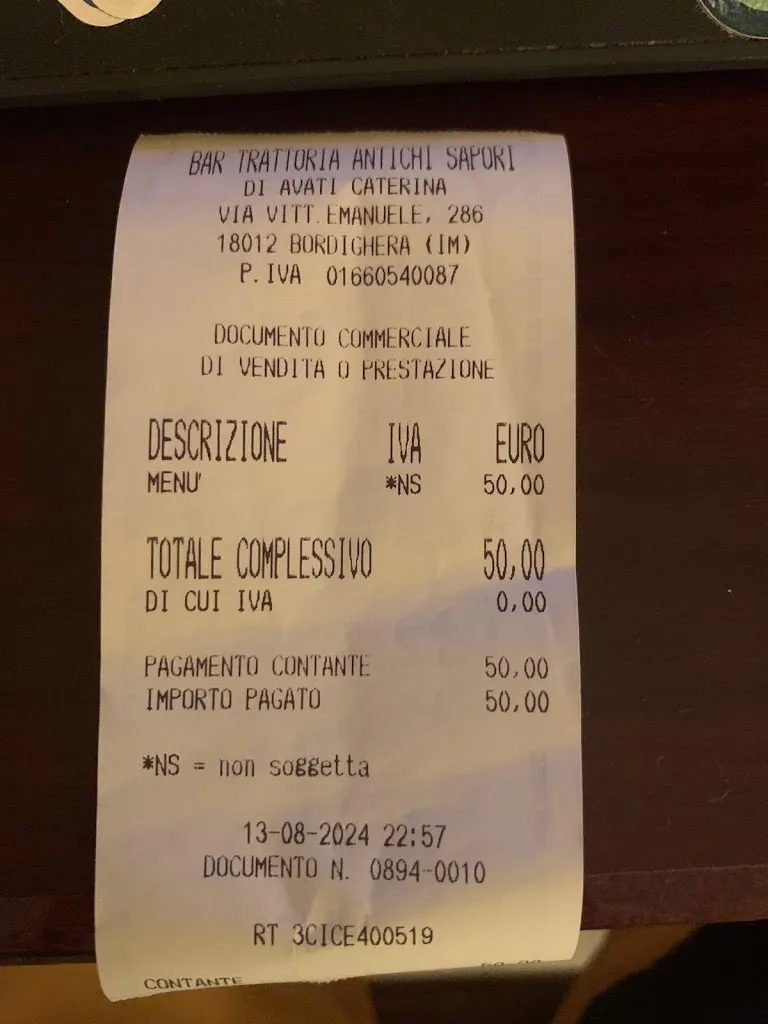 BAR TRATTORIA ANTICHI SAPORI
DI AVATI CATERINA
VIA VITT.EMANUELE, 286
18012 BORDIGHERA (IM)
P.IVA 01660540087
DOCUMENTO COMMERCIALE
DI VENDITA O PRESTAZIONE
DESCRIZIONE IVA EURO
MENU' *NS 50,00
TOTALE COMPLESSIVO 50,00
DI CUI IVA 0,00
PAGAMENTO CONTANTE 50,00
IMPORTO PAGATO 50,00
*NS = non soggetta
13-08-2024 22:57
DOCUMENTO N. 0894-0010
RT 3CICE400519
CONTANTE